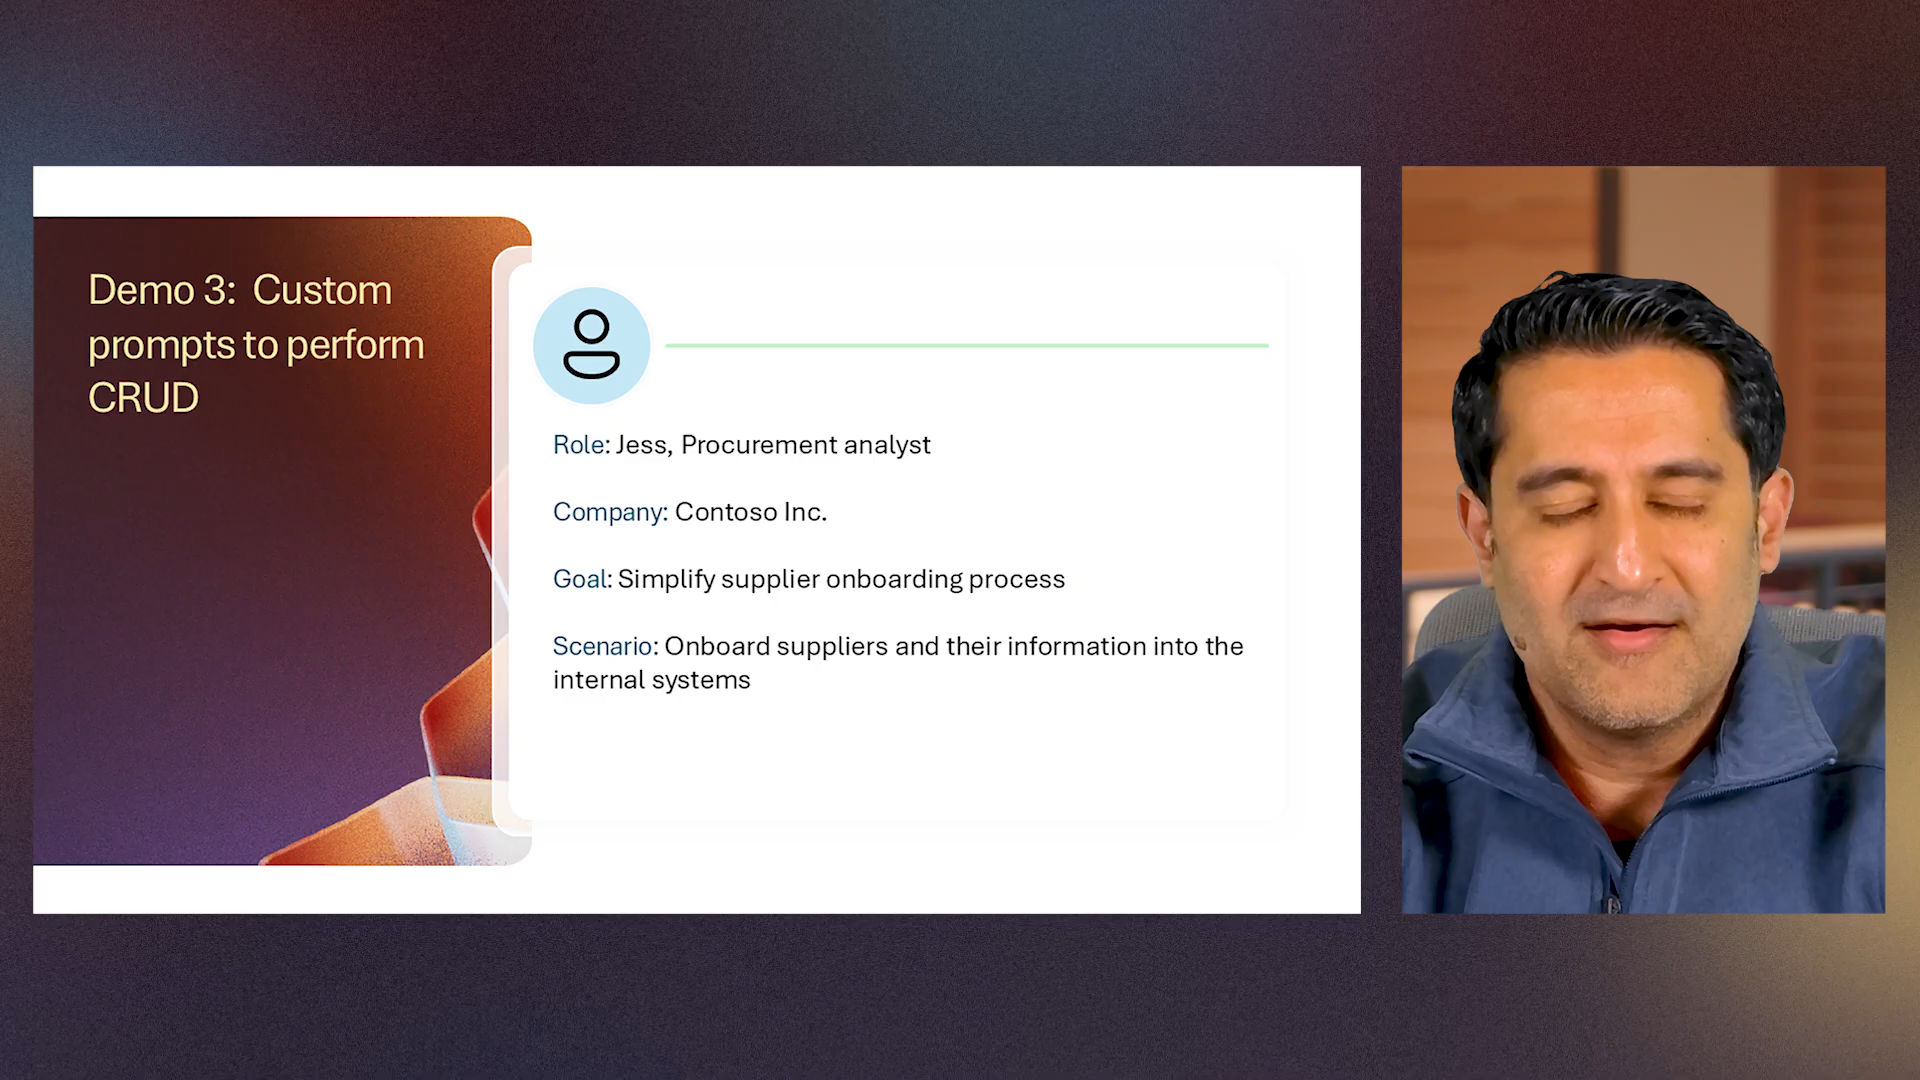 Demo 3: Custom
prompts to perform
CRUD
Role: Jess, Procurement analyst
Company: Contoso Inc.
Goal: Simplify supplier onboarding process
Scenario: Onboard suppliers and their information into the
internal systems